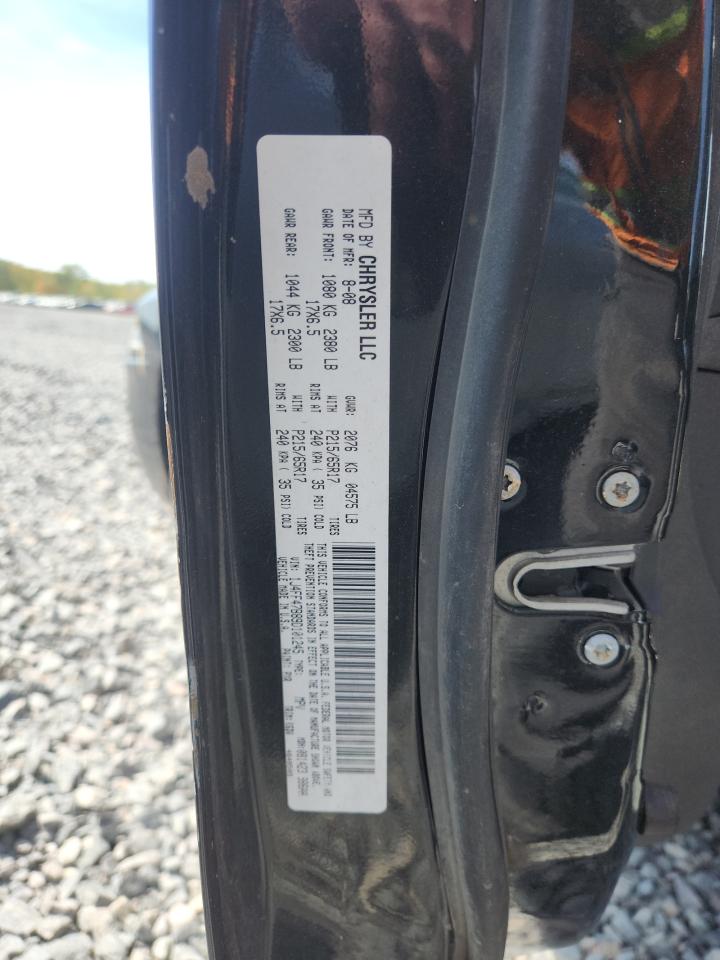 MFD BY CHRYSLER LLC
DATE OF MFR: 8-08 GVWR: 2076 KG 04575 LB
GAWR FRONT: 1080 KG 2380 LB WITH P215/65R17 TIRES
17X6.5 RIMS AT 240 KPA ( 35 PSI) COLD
GAWR REAR: 1044 KG 2300 LB WITH P215/65R17 TIRES
17X6.5 RIMS AT 240 KPA ( 35 PSI) COLD
THIS VEHICLE CONFORMS TO ALL APPLICABLE U.S.A. FEDERAL MOTOR VEHICLE SAFETY AND
THEFT PREVENTION STANDARDS IN EFFECT ON THE DATE OF MANUFACTURE SHOWN ABOVE.
VIN: 1J4FF47B89D101245 TYPE: MPV
VEHICLE MADE IN U.S.A. PAINT: TRIM: